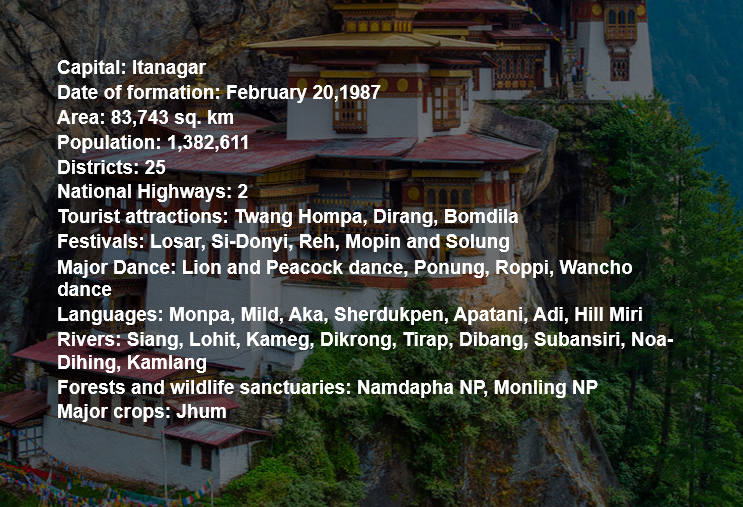 Capital: Itanagar
Date of formation: February 20,1987
Area: 83,743 sq. km
Population: 1,382,611
Districts: 25
National Highways: 2
Tourist attractions: Twang Hompa, Dirang, Bomdila
Festivals: Losar, Si-Donyi, Reh, Mopin and Solung
Major Dance: Lion and Peacock dance, Ponung, Roppi, Wancho
dance
Languages: Monpa, Mild, Aka, Sherdukpen, Apatani, Adi, Hill Miri
Rivers: Siang, Lohit, Kameg, Dikrong, Tirap, Dibang, Subansiri, Noa-
Dihing, Kamlang
Forests and wildlife sanctuaries: Namdapha NP, Monling NP
Major crops: Jhum